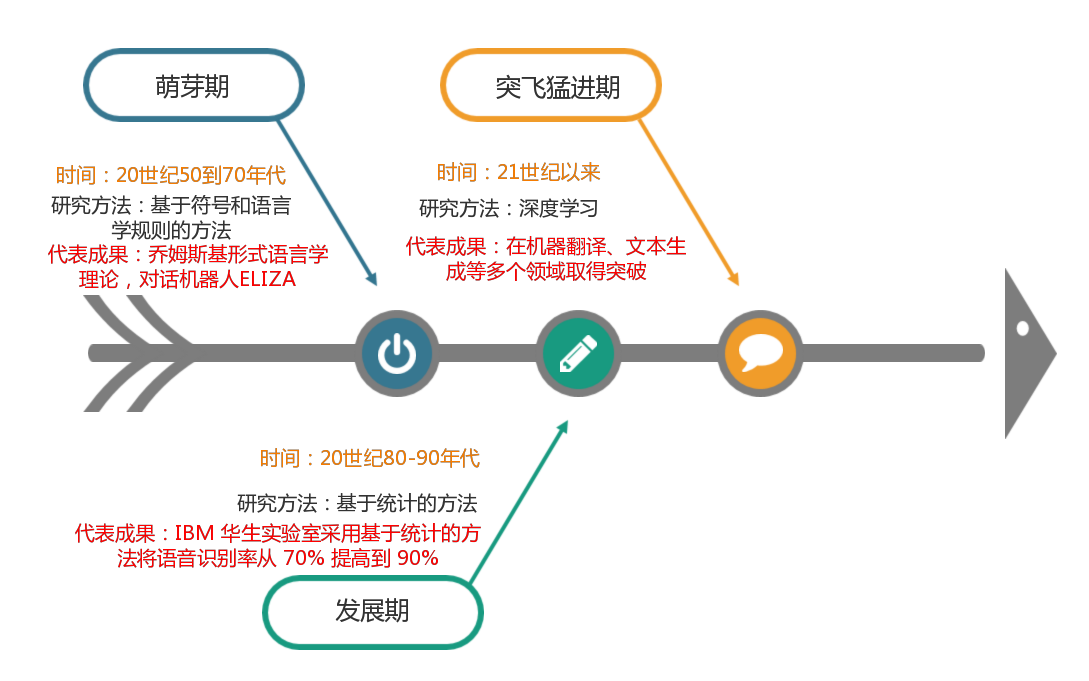 萌芽期
时间：20世纪50到70年代
研究方法：基于符号和语言
学规则的方法
代表成果：乔姆斯基形式语言学
理论，对话机器人ELIZA
突飞猛进期
时间：21世纪以来
研究方法：深度学习
代表成果：在机器翻译、文本生
成等多个领域取得突破
时间：20世纪80-90年代
研究方法：基于统计的方法
代表成果：IBM 华生实验室采用基于统计的方
法将语音识别率从 70% 提高到 90%
发展期